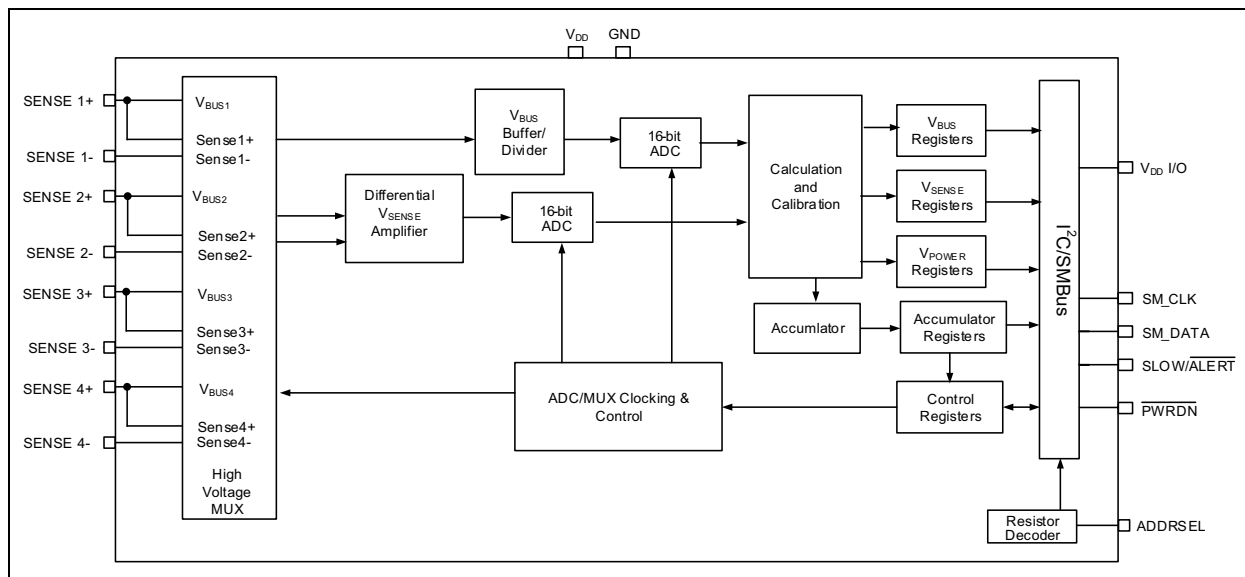 VDD
GND
SENSE 1+
SENSE 1-
SENSE 2+
SENSE 2-
SENSE 3+
SENSE 3-
SENSE 4+
SENSE 4-
VBUS1
Sense1+
Sense1-
VBUS2
Sense2+
Sense2-
VBUS3
Sense3+
Sense3-
VBUS4
Sense4+
Sense4-
High
Voltage
MUX
VBUS
Buffer/
Divider
16-bit
ADC
Differential
VSENSE
Amplifier
16-bit
ADC
ADC/MUX Clocking &
Control
Calculation
and
Calibration
Accumlator
VBUS
Registers
VSENSE
Registers
VPOWER
Registers
Accumulator
Registers
Control
Registers
I²C/SMBus
Resistor
Decoder
VDD I/O
SM_CLK
SM_DATA
SLOW/ALERT
PWRDN
ADDRSEL